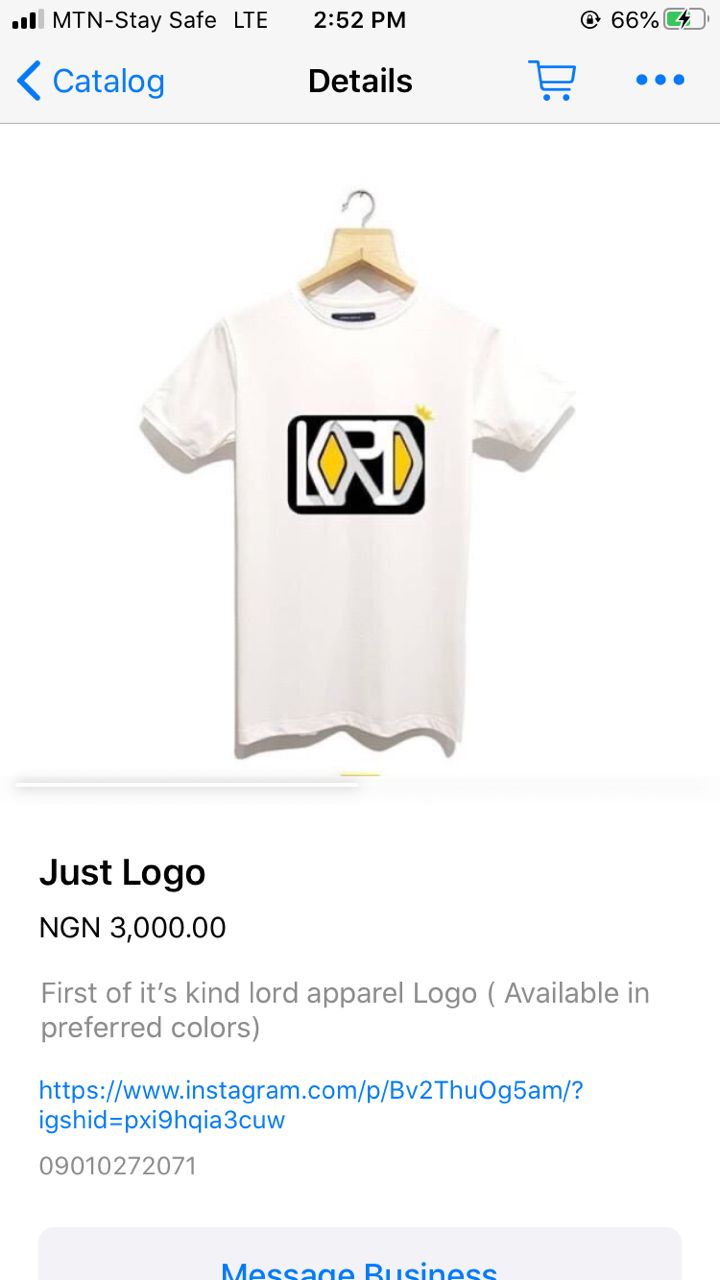 MTN-Stay Safe LTE 2:52 PM 66%
Catalog Details
LORD
Just Logo
NGN 3,000.00
First of it’s kind lord apparel Logo ( Available in
preferred colors)
https://www.instagram.com/p/Bv2ThuOg5am/?
igshid=pxi9hqia3cuw
09010272071
Message Business